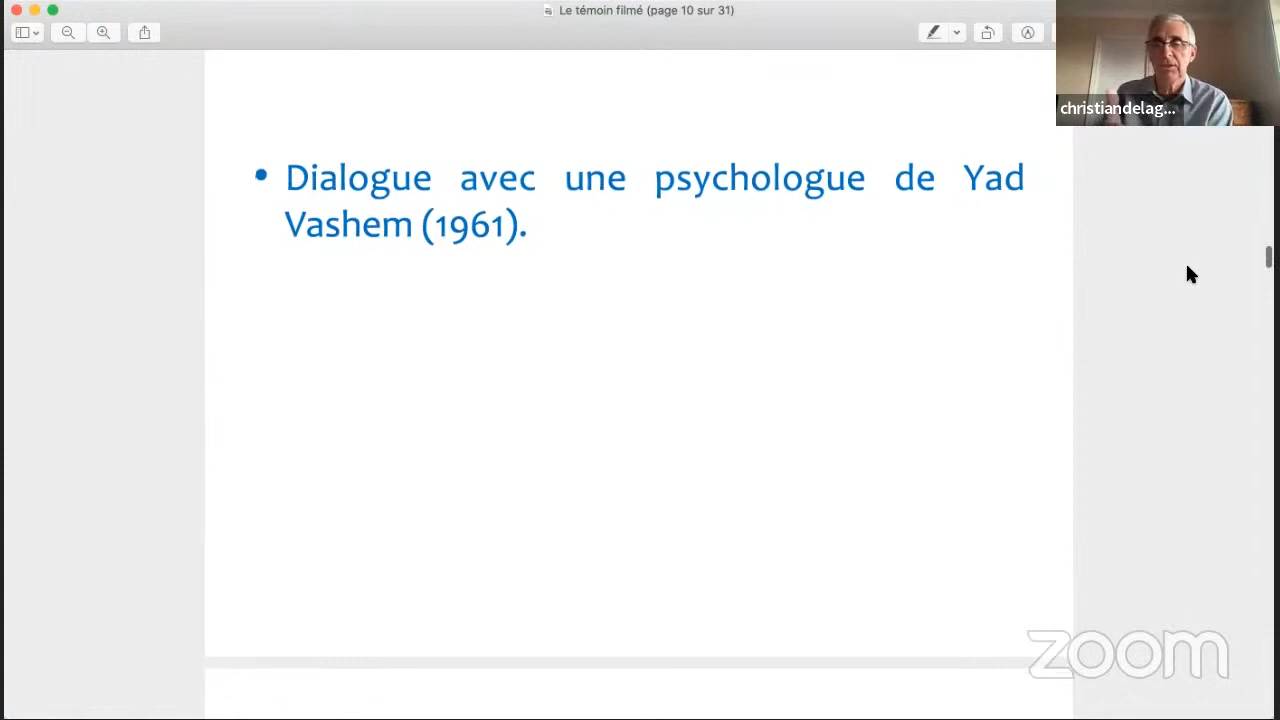 Le témoin filmé (page 10 sur 31)
christiandelag...
• Dialogue avec une psychologue de Yad
Vashem (1961).
zoom